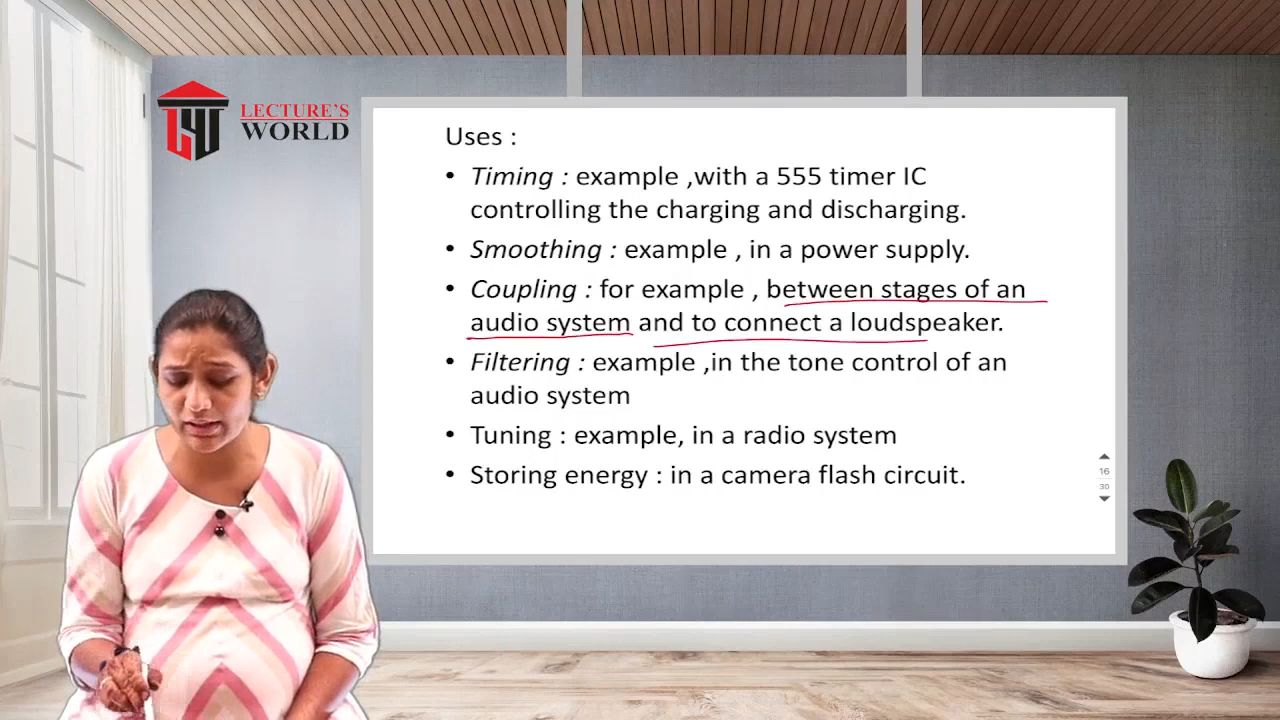 LECTURE'S
WORLD
Uses :
• Timing : example ,with a 555 timer IC
controlling the charging and discharging.
• Smoothing : example , in a power supply.
• Coupling : for example , between stages of an
audio system and to connect a loudspeaker.
• Filtering : example ,in the tone control of an
audio system
• Tuning : example, in a radio system
• Storing energy : in a camera flash circuit.
16
30